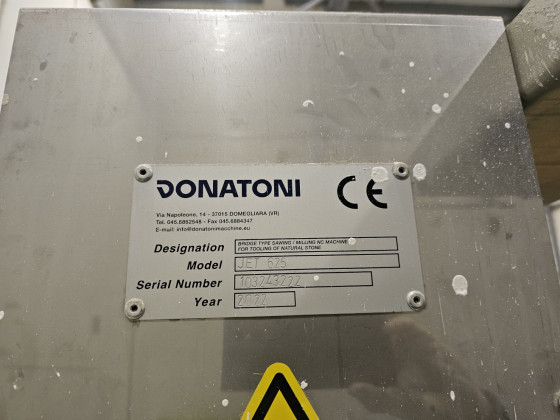 DONATONI CE
Via Napoleone, 14 - 37015 DOMEGLIARA (VR)
Tel. 045.6862548 - Fax 045.6884347
E-mail: info@donatonimacchine.eu
Designation BRIDGE TYPE SAWING / MILLING NC MACHINE
FOR TOOLING OF NATURAL STONE
Model JET 625
Serial Number
Year 2022